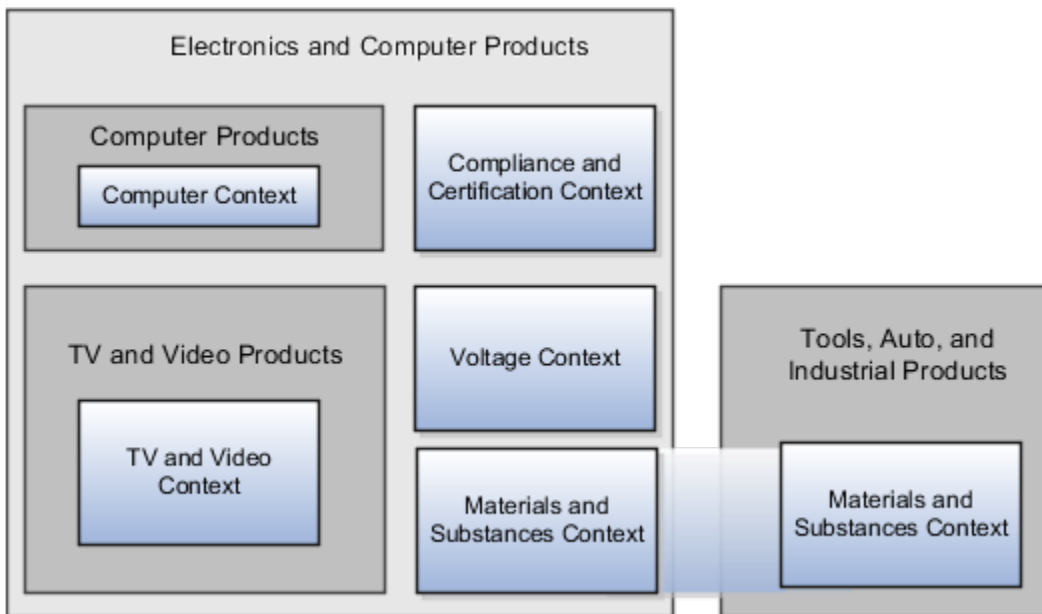 Electronics and Computer Products
Computer Products
Computer Context
Compliance and
Certification Context
TV and Video Products
TV and Video
Context
Voltage Context
Materials and
Substances Context
Tools, Auto, and
Industrial Products
Materials and
Substances Context